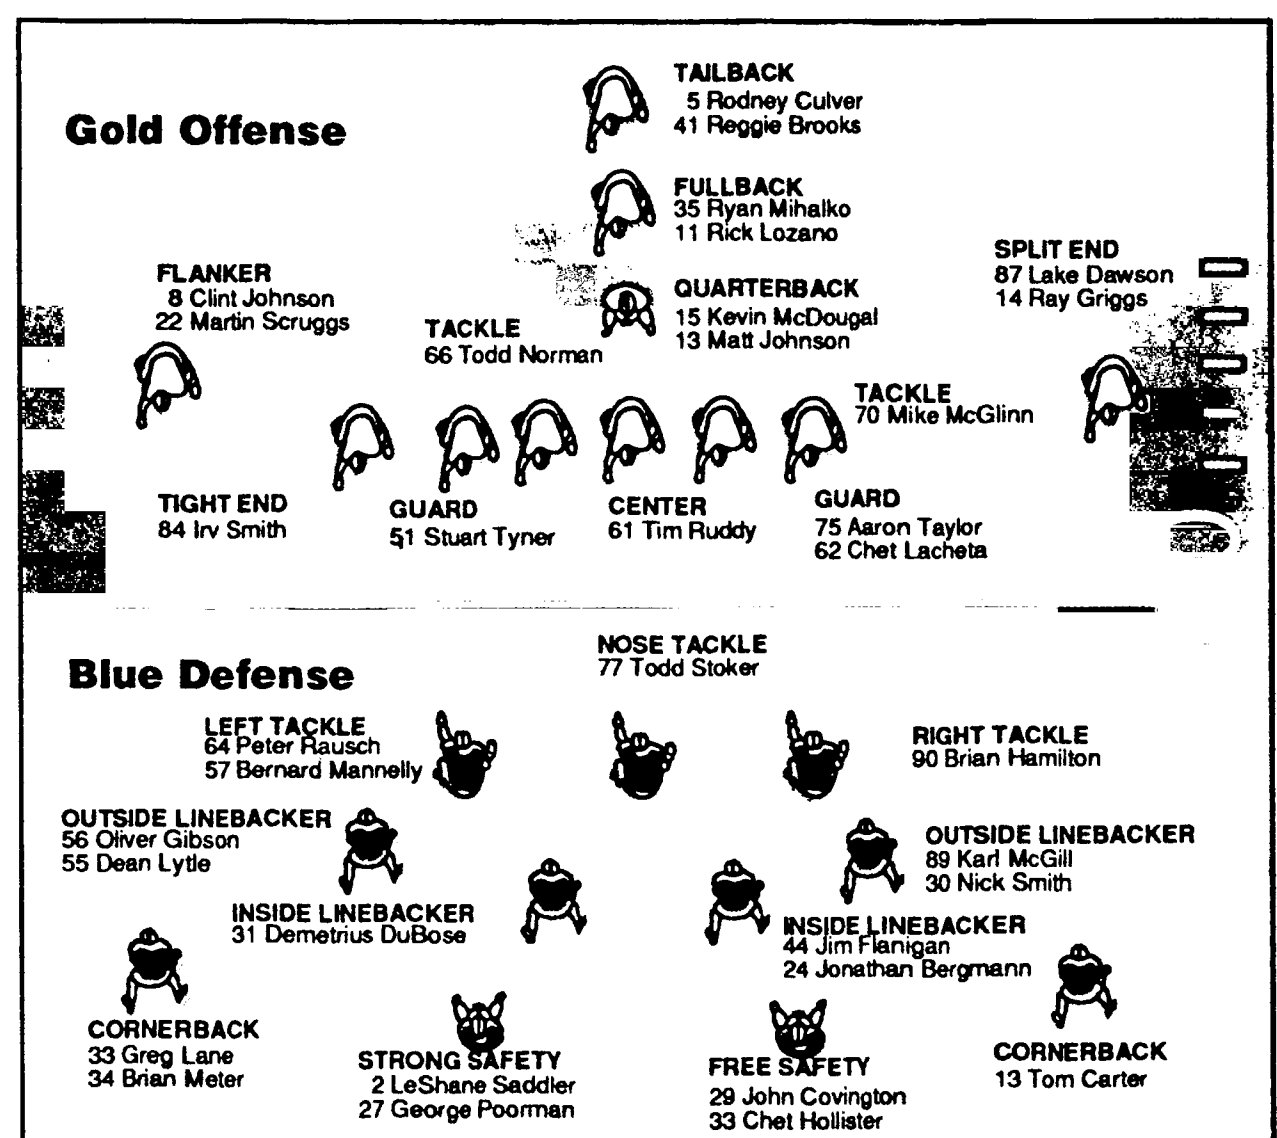 Gold Offense
TAILBACK
5 Rodney Culver
41 Reggie Brooks
FULLBACK
35 Ryan Mihalko
11 Rick Lozano
QUARTERBACK
15 Kevin McDougal
13 Matt Johnson
SPLIT END
87 Lake Dawson
14 Ray Griggs
FLANKER
8 Clint Johnson
22 Martin Scruggs
TACKLE
66 Todd Norman
TACKLE
70 Mike McGlinn
TIGHT END
84 Irv Smith
GUARD
51 Stuart Tyner
CENTER
61 Tim Ruddy
GUARD
75 Aaron Taylor
62 Chet Lacheta
Blue Defense
NOSE TACKLE
77 Todd Stoker
LEFT TACKLE
64 Peter Rausch
57 Bernard Mannelly
RIGHT TACKLE
90 Brian Hamilton
OUTSIDE LINEBACKER
56 Oliver Gibson
55 Dean Lytle
OUTSIDE LINEBACKER
89 Karl McGill
30 Nick Smith
INSIDE LINEBACKER
31 Demetrius DuBose
INSIDE LINEBACKER
44 Jim Flanigan
24 Jonathan Bergmann
CORNERBACK
33 Greg Lane
34 Brian Meter
STRONG SAFETY
2 LeShane Saddler
27 George Poorman
FREE SAFETY
29 John Covington
33 Chet Hollister
CORNERBACK
13 Tom Carter